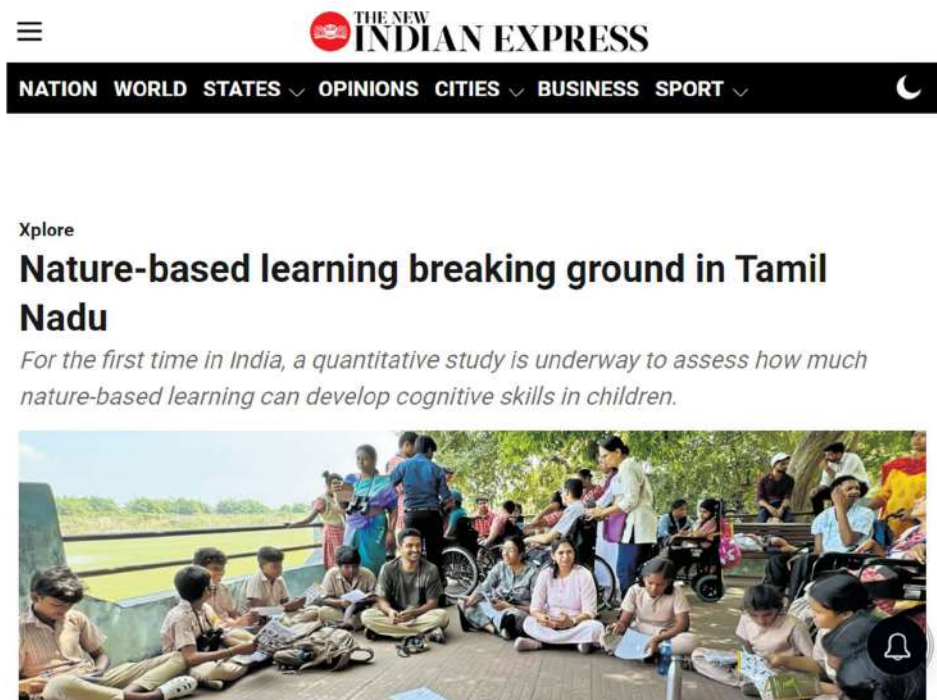 THE NEW
INDIAN EXPRESS
NATION WORLD STATES OPINIONS CITIES BUSINESS SPORT
Xplore
Nature-based learning breaking ground in Tamil
Nadu
For the first time in India, a quantitative study is underway to assess how much
nature-based learning can develop cognitive skills in children.